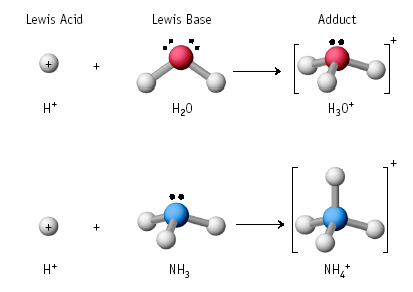 Lewis Acid Lewis Base Adduct
+ + +
H⁺ H₂O H₃O⁺
+ + +
H⁺ NH₃ NH₄⁺